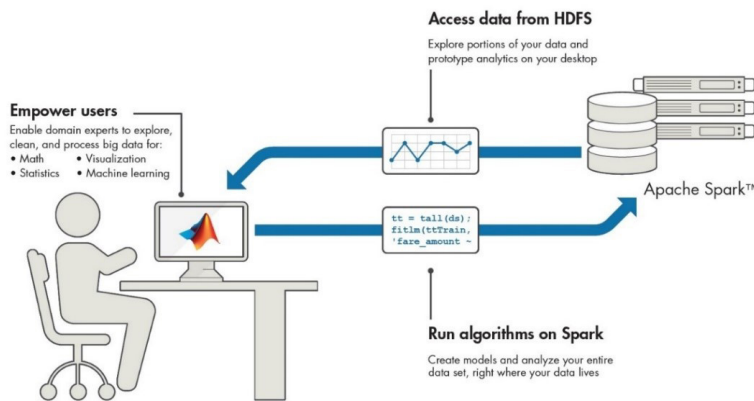 Access data from HDFS
Explore portions of your data and
prototype analytics on your desktop
Empower users
Enable domain experts to explore,
clean, and process big data for:
• Math • Visualization
• Statistics • Machine learning
Apache Spark™
tt = tall(ds);
fitlm(ttTrain,
'fare_amount ~
Run algorithms on Spark
Create models and analyze your entire
data set, right where your data lives